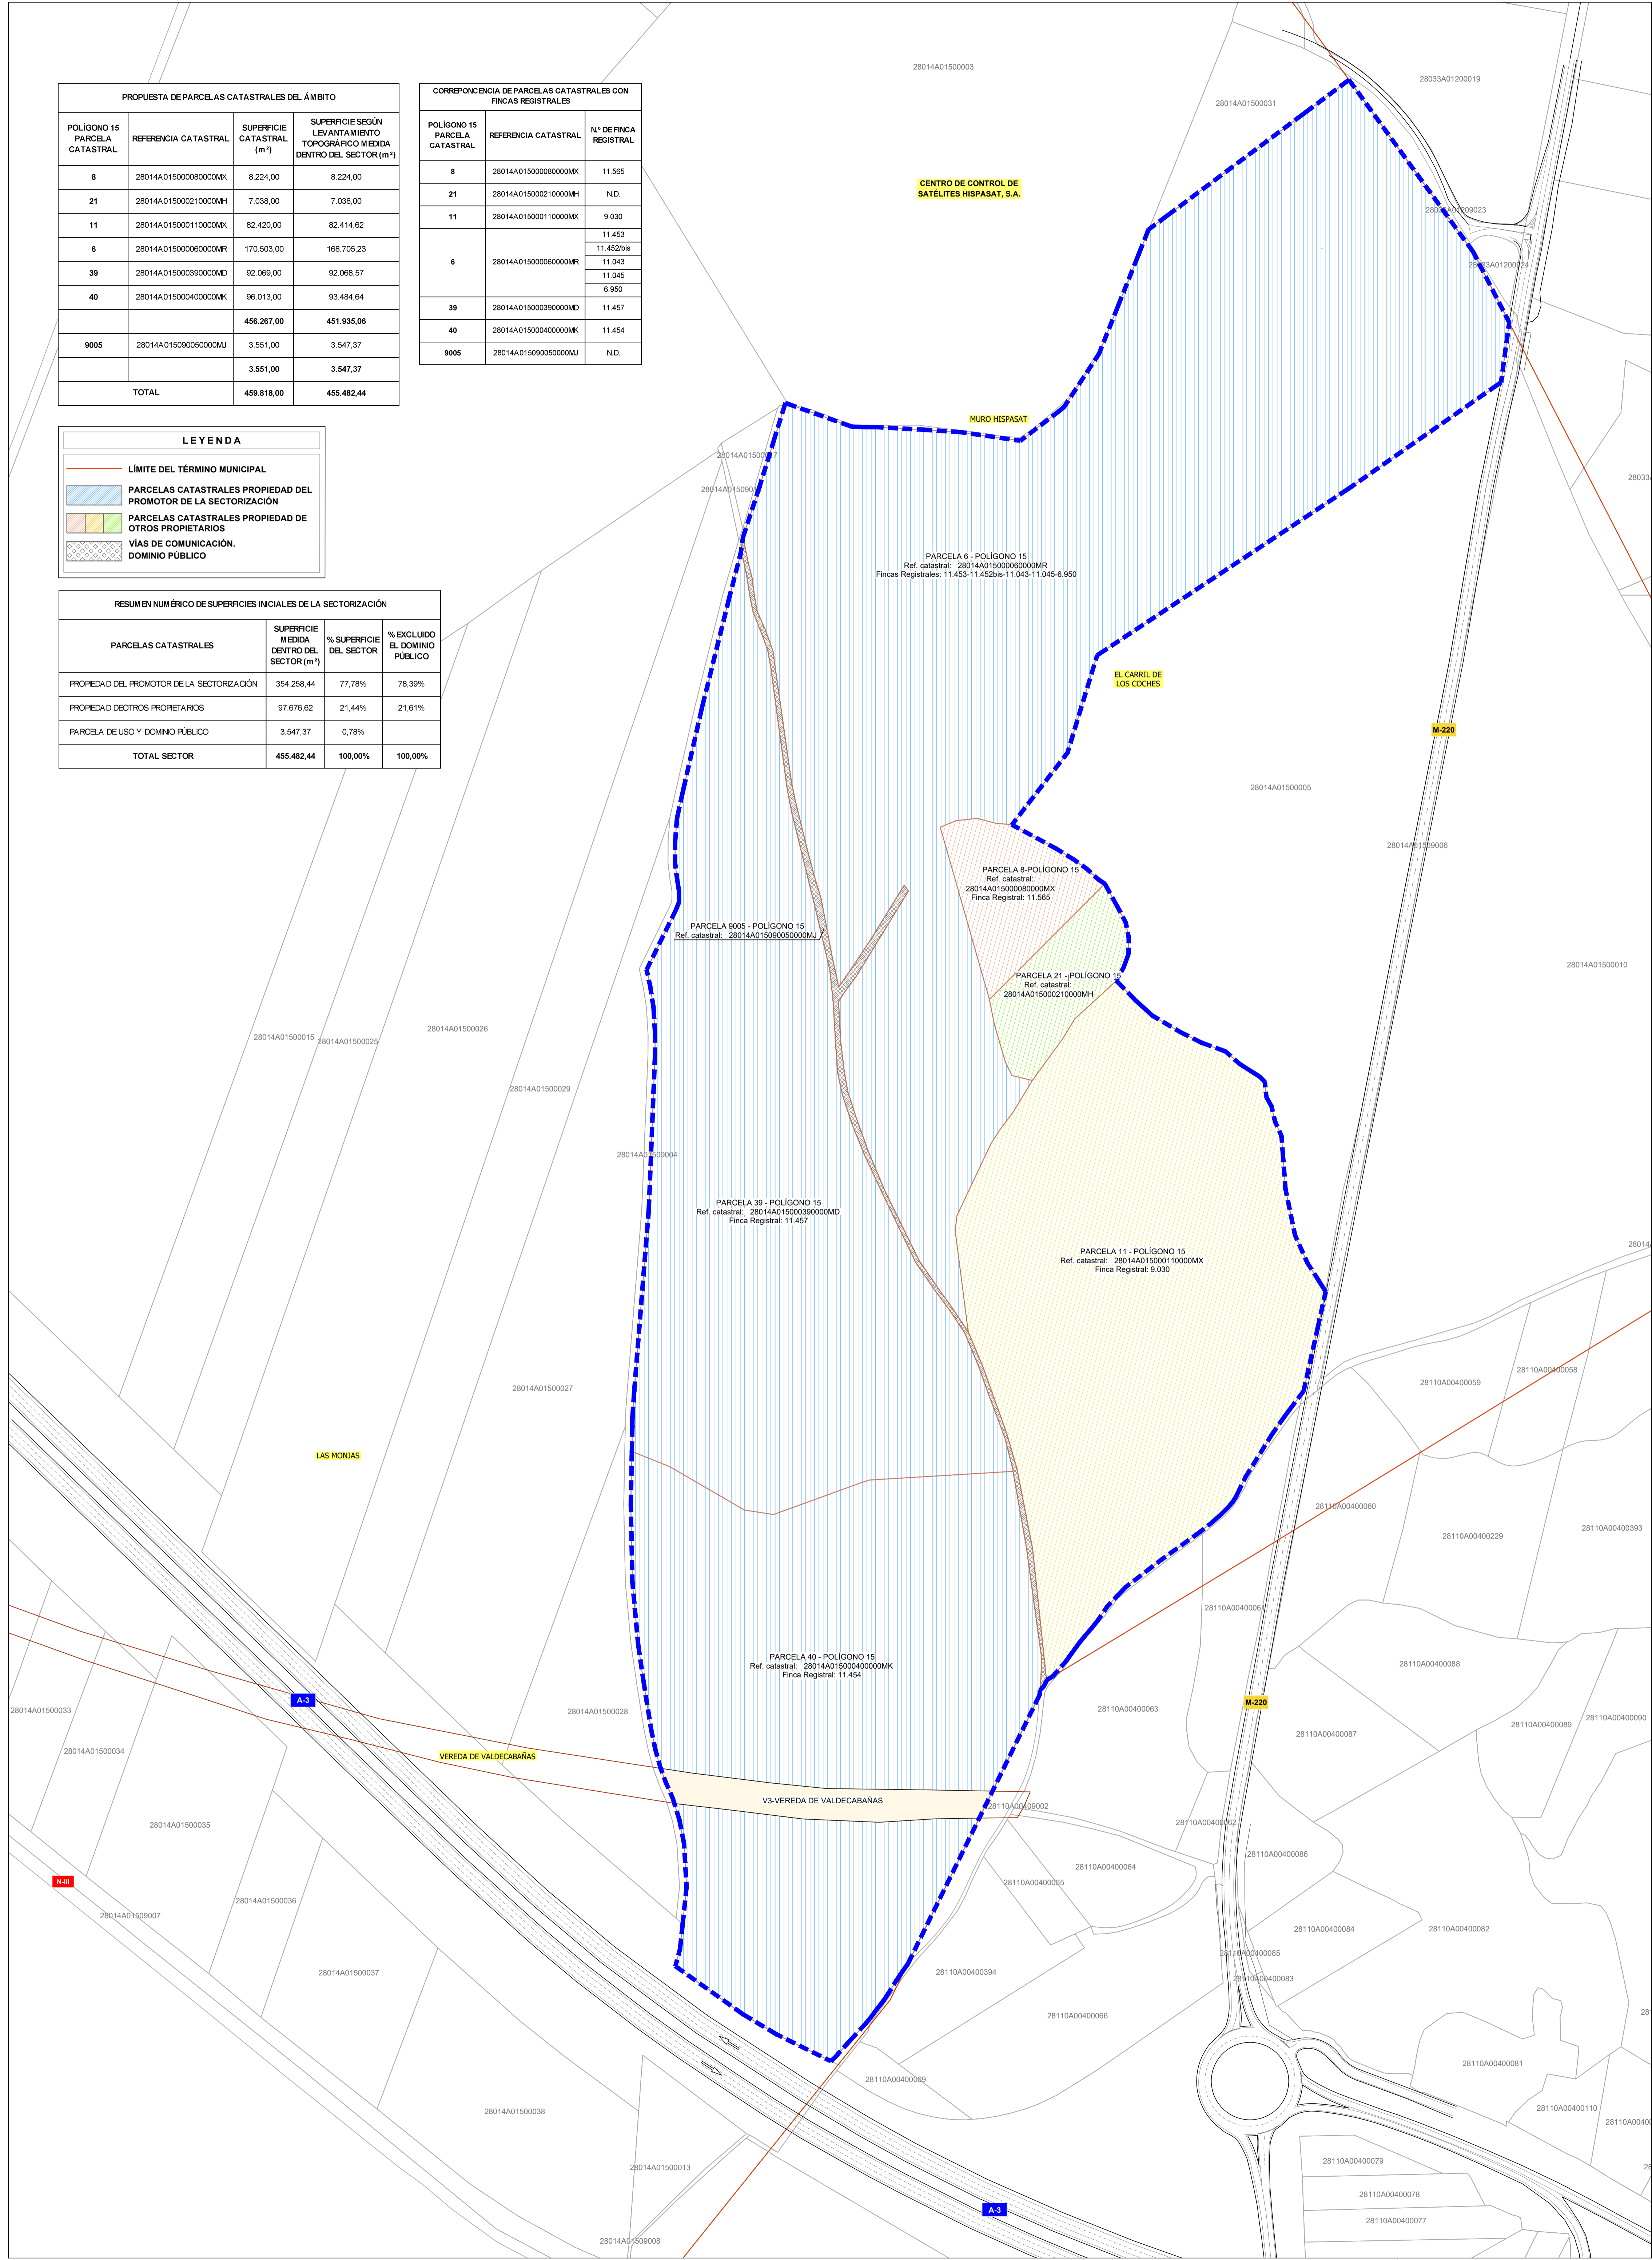 PROPUESTA DE PARCELAS CATASTRALES DEL ÁMBITO
POLÍGONO 15 PARCELA CATASTRAL REFERENCIA CATASTRAL SUPERFICIE CATASTRAL (m²) SUPERFICIE SEGÚN LEVANTAMIENTO TOPOGRÁFICO MEDIDA DENTRO DEL SECTOR (m²)
8 28014A015000080000MX 8.224,00 8.224,00
21 28014A015000210000MH 7.038,00 7.038,00
11 28014A015000110000MX 82.420,00 82.414,62
6 28014A015000060000MR 170.503,00 168.705,23
39 28014A015000390000MD 92.069,00 92.068,57
40 28014A015000400000MK 96.013,00 93.484,64
456.267,00 451.935,06
9005 28014A015090050000MJ 3.551,00 3.547,37
3.551,00 3.547,37
TOTAL 459.818,00 455.482,44
CORREPONCENCIA DE PARCELAS CATASTRALES CON
FINCAS REGISTRALES
POLÍGONO 15 PARCELA CATASTRAL REFERENCIA CATASTRAL N.º DE FINCA REGISTRAL
8 28014A015000080000MX 11.565
21 28014A015000210000MH N.D.
11 28014A015000110000MX 9.030
6 28014A015000060000MR 11.453
11.452/bis
11.043
11.045
6.950
39 28014A015000390000MD 11.457
40 28014A015000400000MK 11.454
9005 28014A015090050000MJ N.D.
LEYENDA
LÍMITE DEL TÉRMINO MUNICIPAL
PARCELAS CATASTRALES PROPIEDAD DEL
PROMOTOR DE LA SECTORIZACIÓN
PARCELAS CATASTRALES PROPIEDAD DE
OTROS PROPIETARIOS
VÍAS DE COMUNICACIÓN.
DOMINIO PÚBLICO
RESUMEN NUMÉRICO DE SUPERFICIES INICIALES DE LA SECTORIZACIÓN
PARCELAS CATASTRALES SUPERFICIE MEDIDA DENTRO DEL SECTOR (m²) % SUPERFICIE DEL SECTOR % EXCLUIDO EL DOMINIO PÚBLICO
PROPIEDAD DEL PROMOTOR DE LA SECTORIZACIÓN 354.258,44 77,78% 78,39%
PROPIEDAD DEOTROS PROPIETARIOS 97.676,62 21,44% 21,61%
PARCELA DE USO Y DOMINIO PÚBLICO 3.547,37 0,78%
TOTAL SECTOR 455.482,44 100,00% 100,00%
28014A01500003
28033A01200019
28014A01500031
CENTRO DE CONTROL DE
SATÉLITES HISPASAT, S.A.
28033A01209023
28033A01200924
MURO HISPASAT
28033A
PARCELA 6 - POLÍGONO 15
Ref. catastral: 28014A015000060000MR
Fincas Registrales: 11.453-11.452bis-11.043-11.045-6.950
EL CARRIL DE
LOS COCHES
M-220
28014A01500005
28014A01509006
PARCELA 8-POLÍGONO 15
Ref. catastral:
28014A015000080000MX
Finca Registral: 11.565
PARCELA 9005 - POLÍGONO 15
Ref. catastral: 28014A015090050000MJ
28014A01500010
PARCELA 21 - POLÍGONO 15
Ref. catastral:
28014A015000210000MH
28014A01500015
28014A01500025
28014A01500026
28014A01500029
28014A01509004
PARCELA 39 - POLÍGONO 15
Ref. catastral: 28014A015000390000MD
Finca Registral: 11.457
PARCELA 11 - POLÍGONO 15
Ref. catastral: 28014A015000110000MX
Finca Registral: 9.030
28014A
28110A00400058
28110A00400059
28014A01500027
LAS MONJAS
28110A00400060
28110A00400229
28110A00400393
28110A00400061
PARCELA 40 - POLÍGONO 15
Ref. catastral: 28014A015000400000MK
Finca Registral: 11.454
28110A00400088
A-3
M-220
28014A01500033
28014A01500028
28110A00400063
28110A00400087
28110A00400089
28110A00400090
28014A01500034
VEREDA DE VALDECABAÑAS
V3-VEREDA DE VALDECABAÑAS
28110A00409002
28014A01500035
28110A00400062
28110A00400086
28110A00400064
28110A00400065
N-III
28014A01500036
28014A01509007
28110A00400084
28110A00400082
28110A00400085
28110A00400083
28014A01500037
28110A00400394
28110A00400066
28110A00400081
28110A00400069
28110A00400110
28014A01500038
28014A01500013
28110A00400079
28110A00400078
A-3
28110A00400077
28014A01509008